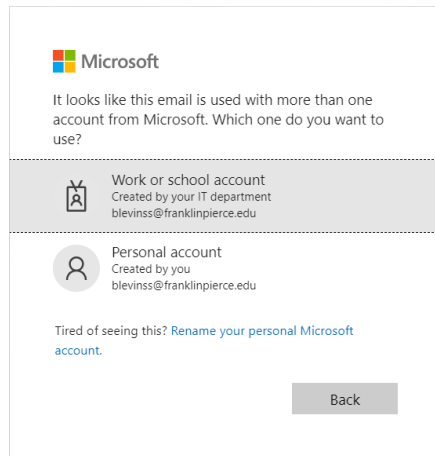 Microsoft
It looks like this email is used with more than one
account from Microsoft. Which one do you want to
use?
Work or school account
Created by your IT department
blevinss@franklinpierce.edu
Personal account
Created by you
blevinss@franklinpierce.edu
Tired of seeing this? Rename your personal Microsoft
account.
Back